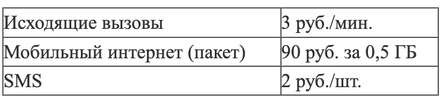 Исходящие вызовы 3 руб./мин.
Мобильный интернет (пакет) 90 руб. за 0,5 ГБ
SMS 2 руб./шт.